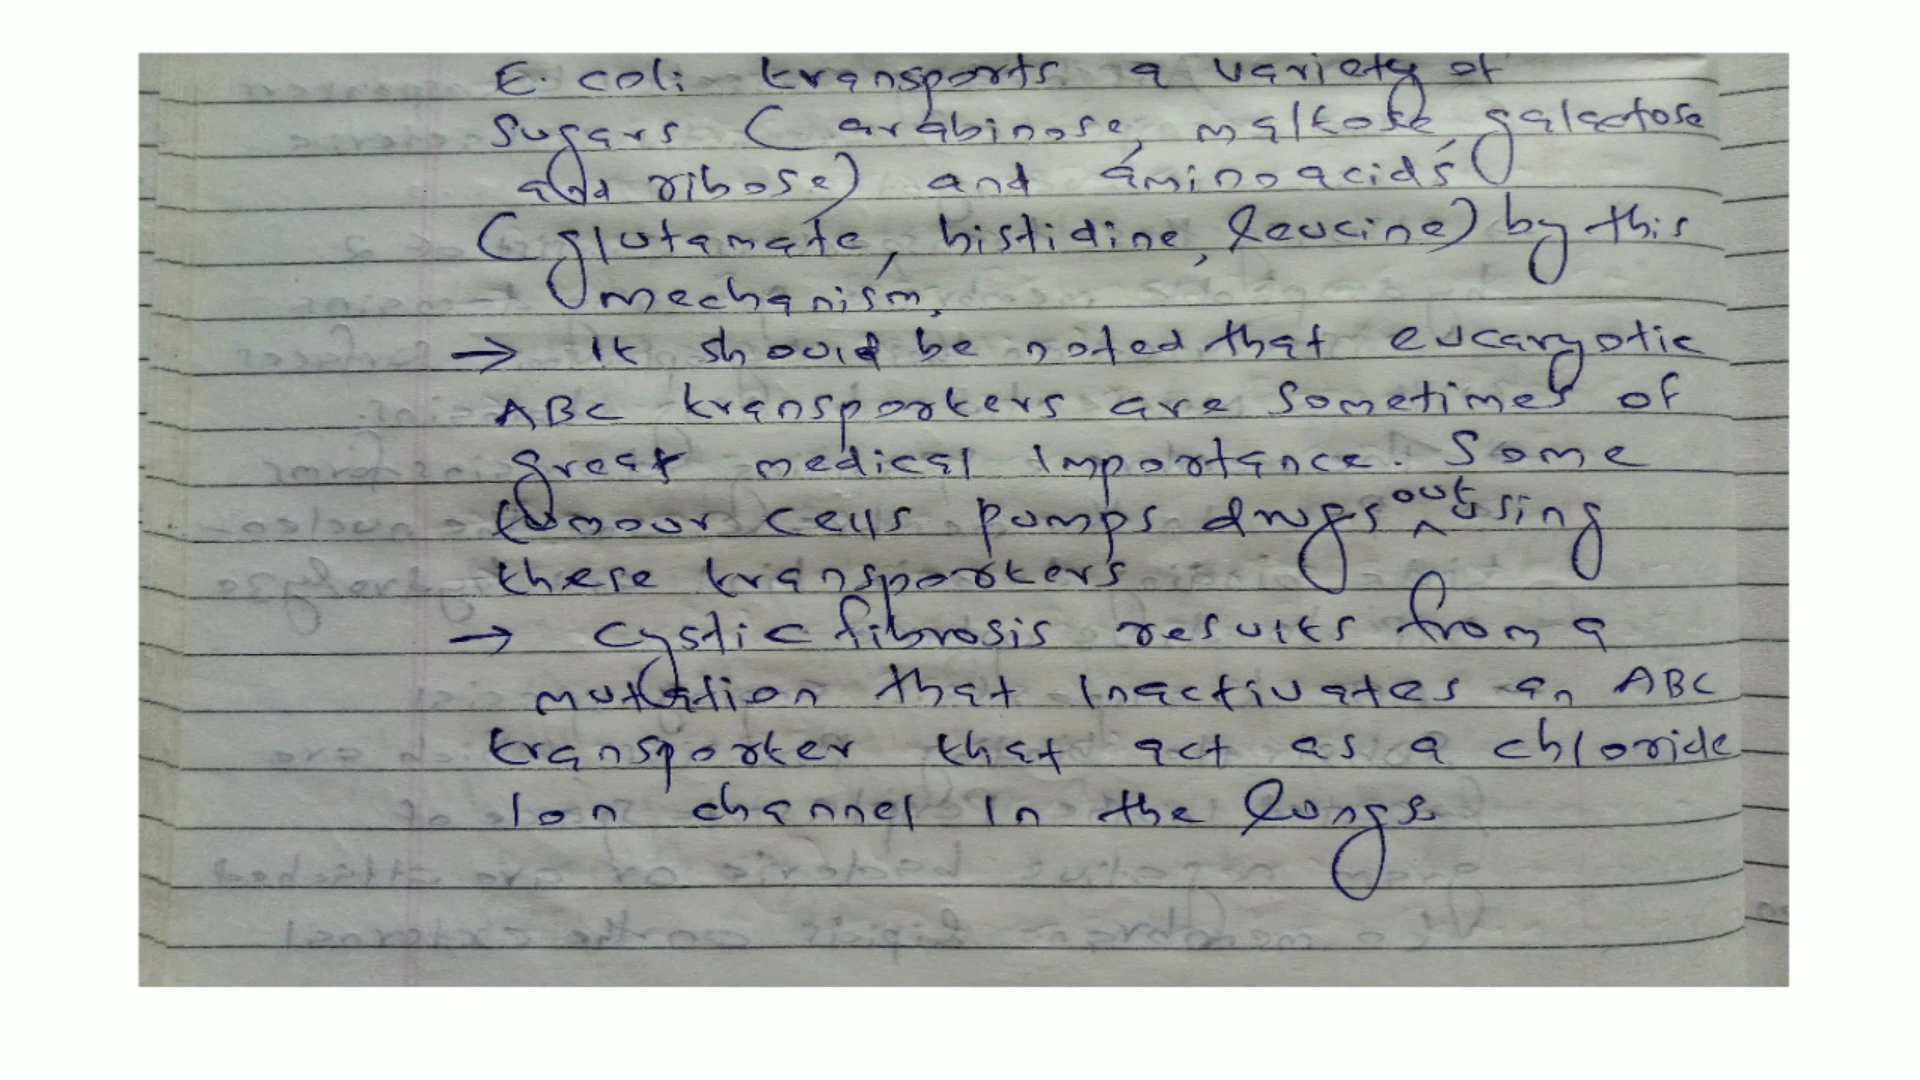 E. coli transports a variety of
sugars ( arabinose, maltose, galactose
and ribose) and aminoacids
( glutamate, histidine, leucine) by this
mechanism.
→ It should be noted that eucaryotic
ABC transporters are sometimes of
great medical importance. Some
tumour cells pumps drugs out using
these transporters
→ cystic fibrosis results from a
mutation that inactivates an ABC
transporter that act as a chloride
ion channel in the lungs.